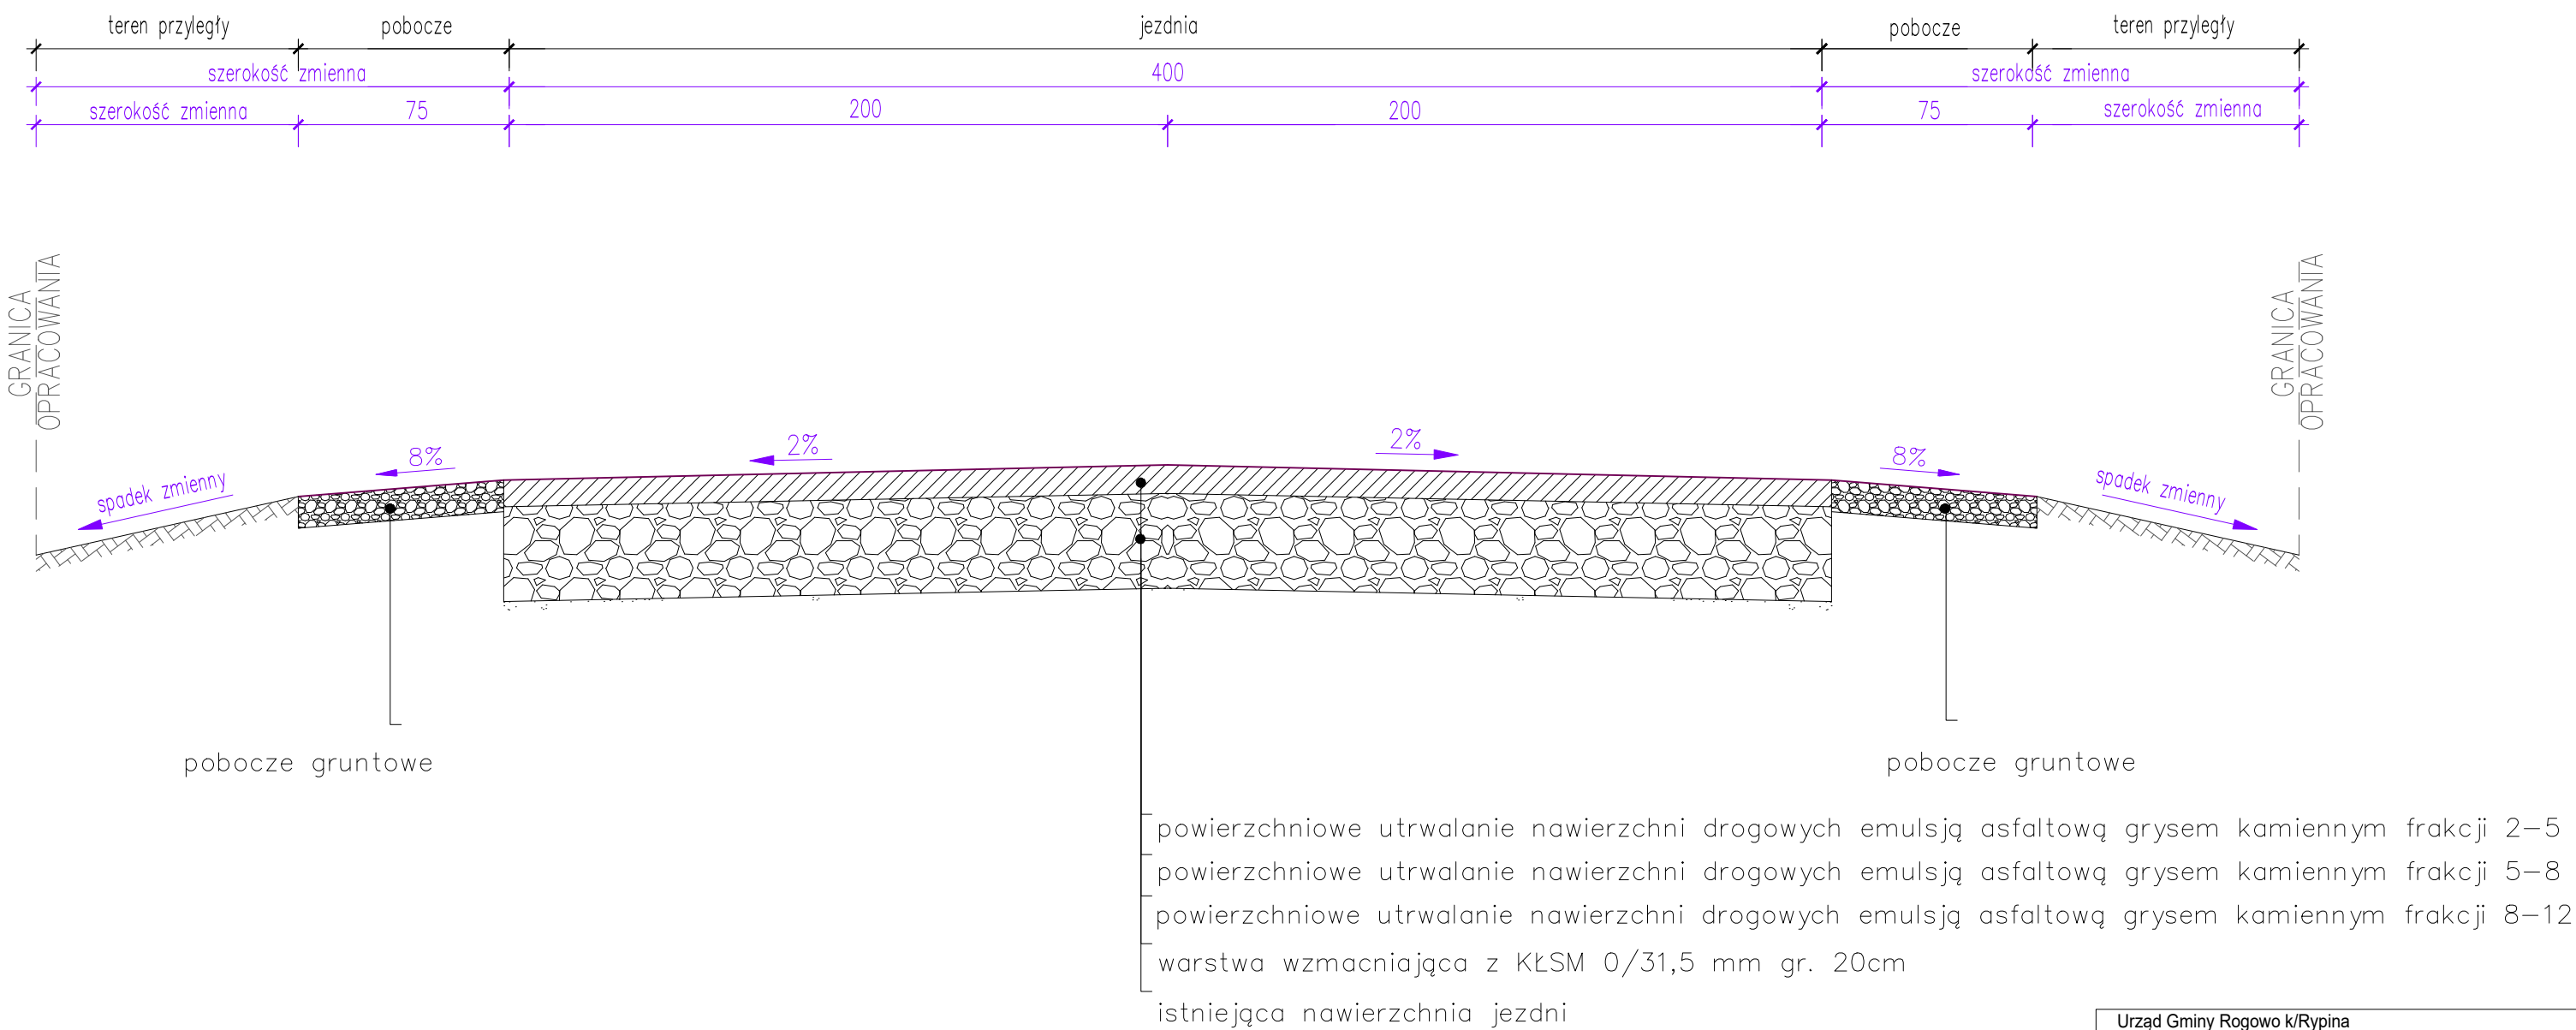 teren przyległy pobocze jezdnia pobocze teren przyległy
szerokość zmienna 400 szerokość zmienna
szerokość zmienna 75 200 200 75 szerokość zmienna
GRANICA
OPRACOWANIA
GRANICA
OPRACOWANIA
spadek zmienny 8% 2% 2% 8% spadek zmienny
pobocze gruntowe pobocze gruntowe
powierzchniowe utrwalanie nawierzchni drogowych emulsją asfaltową grysem kamiennym frakcji 2-5
powierzchniowe utrwalanie nawierzchni drogowych emulsją asfaltową grysem kamiennym frakcji 5-8
powierzchniowe utrwalanie nawierzchni drogowych emulsją asfaltową grysem kamiennym frakcji 8-12
warstwa wzmacniająca z KŁSM 0/31,5 mm gr. 20cm
istniejąca nawierzchnia jezdni
Urząd Gminy Rogowo k/Rypina